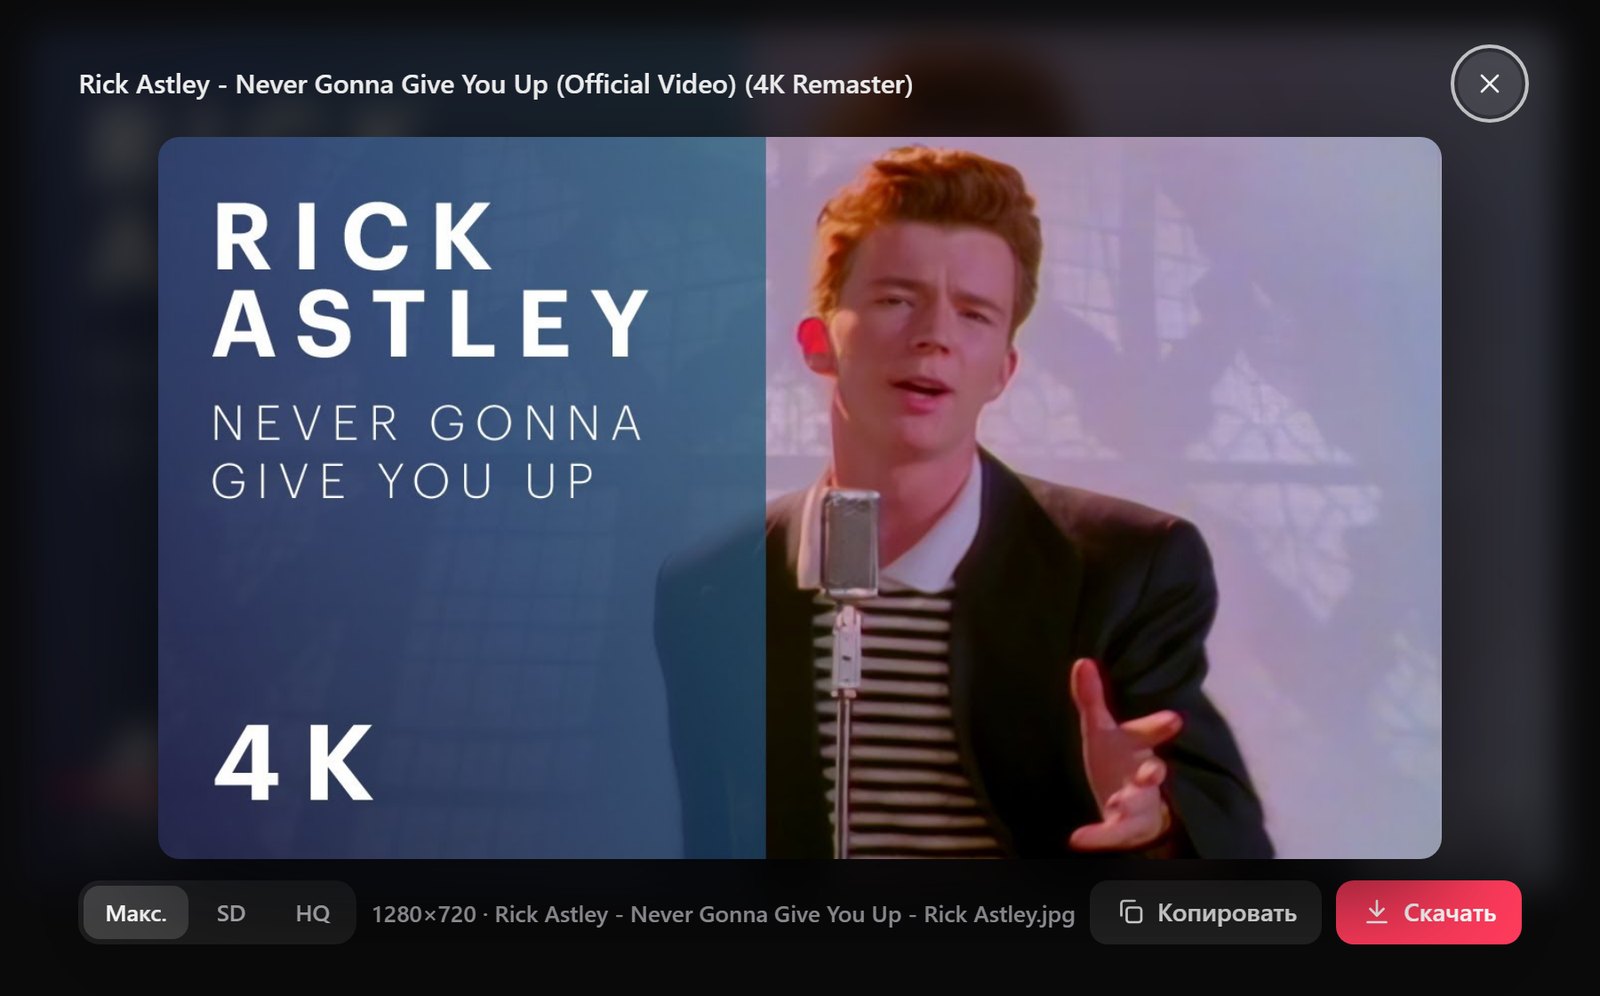 Rick Astley - Never Gonna Give You Up (Official Video) (4K Remaster)
RICK
ASTLEY
NEVER GONNA
GIVE YOU UP
4K
Макс. SD HQ 1280×720 · Rick Astley - Never Gonna Give You Up - Rick Astley.jpg Копировать Скачать